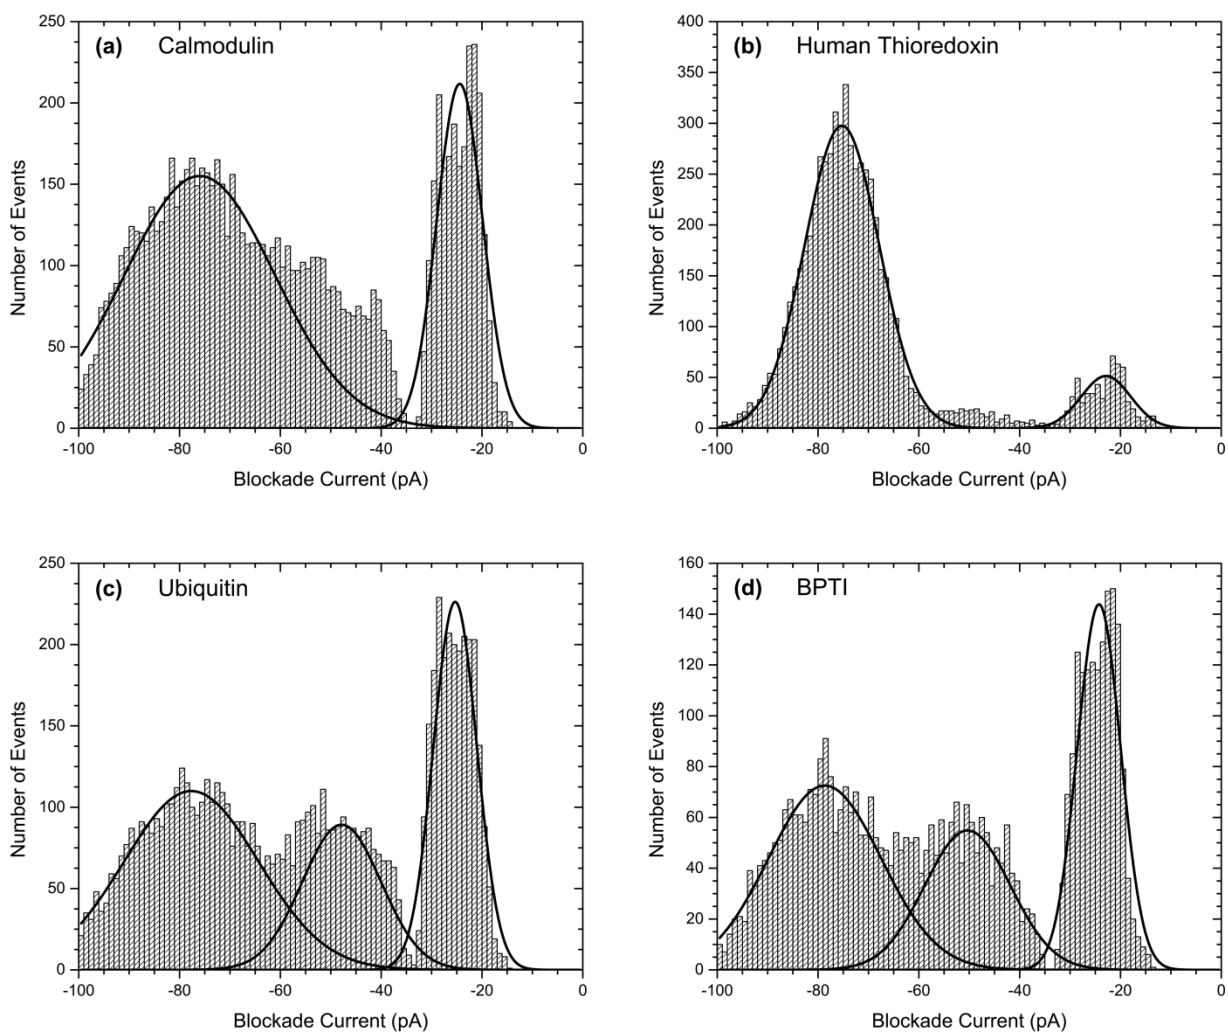 (a) Calmodulin
250
200
150
100
50
0
Number of Events
-100 -80 -60 -40 -20 0
Blockade Current (pA)
(b) Human Thioredoxin
400
350
300
250
200
150
100
50
0
Number of Events
-100 -80 -60 -40 -20 0
Blockade Current (pA)
(c) Ubiquitin
250
200
150
100
50
0
Number of Events
-100 -80 -60 -40 -20 0
Blockade Current (pA)
(d) BPTI
160
140
120
100
80
60
40
20
0
Number of Events
-100 -80 -60 -40 -20 0
Blockade Current (pA)